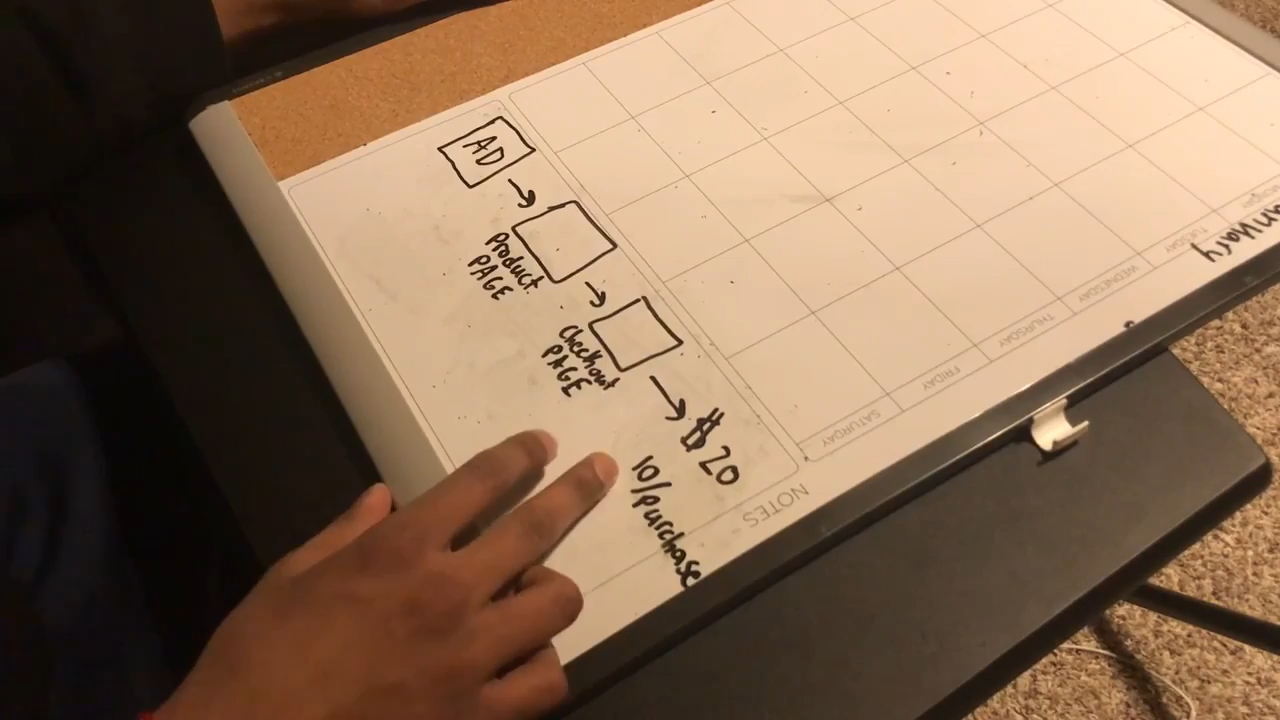 AD
Product
PAGE
Checkout
PAGE
$20
10/purchase
NOTES
SATURDAY
FRIDAY
THURSDAY
WEDNESDAY
TUESDAY